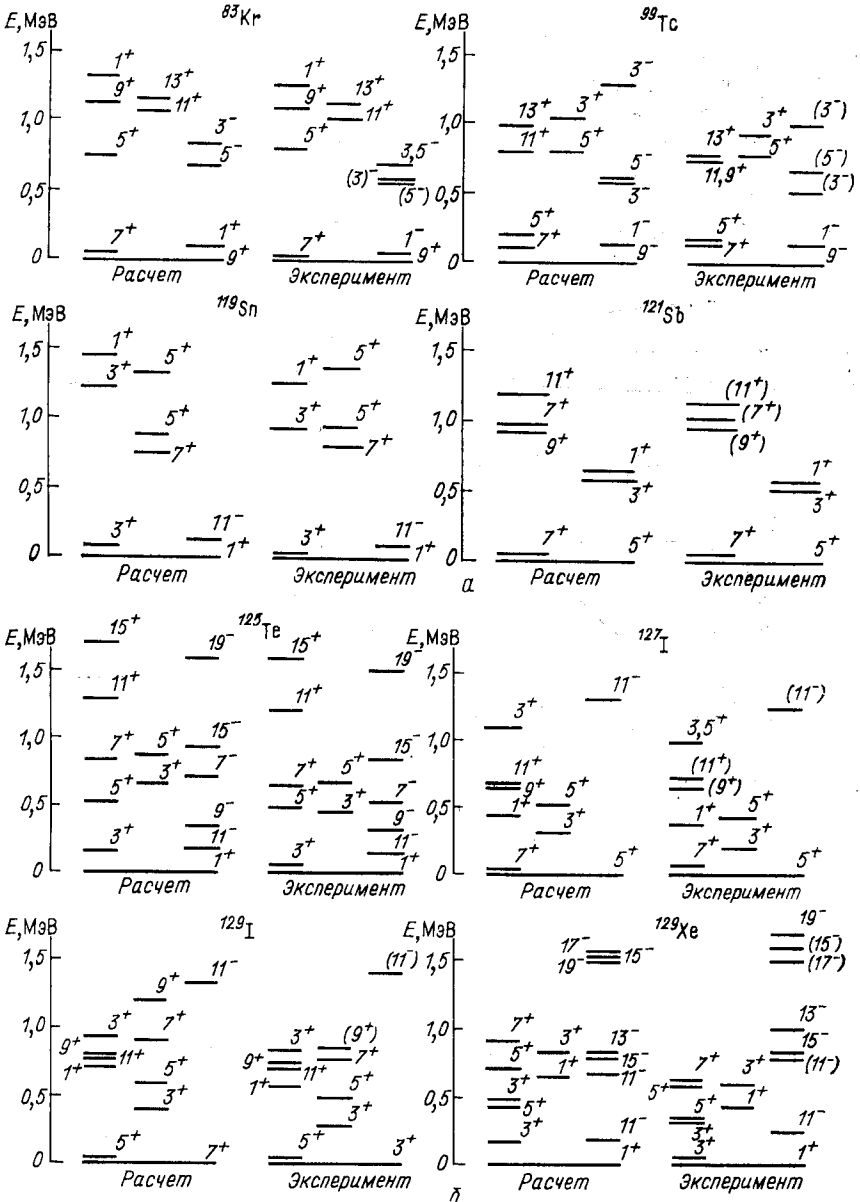 E, МэВ ⁸³Kr
1,5
1,0
0,5
0
1⁺ 9⁺ 13⁺ 11⁺ 5⁺ 3⁻ 5⁻ 7⁺ 1⁺ 9⁺
Расчет
1⁺ 9⁺ 13⁺ 11⁺ 5⁺ 3,5⁻ (3)⁻ (5⁻) 7⁺ 1⁻ 9⁺
Эксперимент
E, МэВ ⁹⁹Tc
1,5
1,0
0,5
0
3⁻ 13⁺ 3⁺ 11⁺ 5⁺ 5⁻ 3⁻ 5⁺ 7⁺ 1⁻ 9⁻
Расчет
(3⁻) 3⁺ 13⁺ 5⁺ 11,9⁺ (5⁻) (3⁻) 5⁺ 7⁺ 1⁻ 9⁻
Эксперимент
E, МэВ ¹¹⁹Sn
1,5
1,0
0,5
0
1⁺ 3⁺ 5⁺ 5⁺ 7⁺ 3⁺ 11⁻ 1⁺
Расчет
1⁺ 5⁺ 3⁺ 5⁺ 7⁺ 3⁺ 11⁻ 1⁺
Эксперимент
E, МэВ ¹²¹Sb
1,5
1,0
0,5
0
11⁺ 7⁺ 9⁺ 1⁺ 3⁺ 7⁺ 5⁺
Расчет
(11⁺) (7⁺) (9⁺) 1⁺ 3⁺ 7⁺ 5⁺
Эксперимент
а
E, МэВ ¹²⁵Te
1,5
1,0
0,5
0
15⁺ 19⁻ 11⁺ 7⁺ 5⁺ 15⁻ 3⁺ 7⁻ 5⁺ 9⁻ 3⁺ 11⁻ 1⁺
Расчет
15⁺ 19⁻ 11⁺ 15⁻ 7⁺ 5⁺ 5⁺ 3⁺ 7⁻ 9⁻ 3⁺ 11⁻ 1⁺
Эксперимент
E, МэВ ¹²⁷I
1,5
1,0
0,5
0
11⁻ 3⁺ 11⁺ 9⁺ 1⁺ 5⁺ 3⁺ 7⁺ 5⁺
Расчет
(11⁻) 3,5⁺ (11⁺) (9⁺) 1⁺ 5⁺ 3⁺ 7⁺ 5⁺
Эксперимент
E, МэВ ¹²⁹I
1,5
1,0
0,5
0
11⁻ 9⁺ 3⁺ 7⁺ 9⁺ 11⁺ 1⁺ 5⁺ 3⁺ 5⁺ 7⁺
Расчет
(11⁻) 3⁺ (9⁺) 9⁺ 7⁺ 11⁺ 1⁺ 5⁺ 3⁺ 5⁺ 3⁺
Эксперимент
E, МэВ ¹²⁹Xe
1,5
1,0
0,5
0
17⁻ 15⁻ 19⁻ 7⁺ 3⁺ 13⁻ 5⁺ 1⁺ 15⁻ 11⁻ 3⁺ 5⁺ 3⁺ 11⁻ 1⁺
Расчет
19⁻ (15⁻) (17⁻) 13⁻ 15⁻ (11⁻) 7⁺ 3⁺ 5⁺ 1⁺ 5⁺ 3⁺ 3⁺ 11⁻ 1⁺
Эксперимент
б